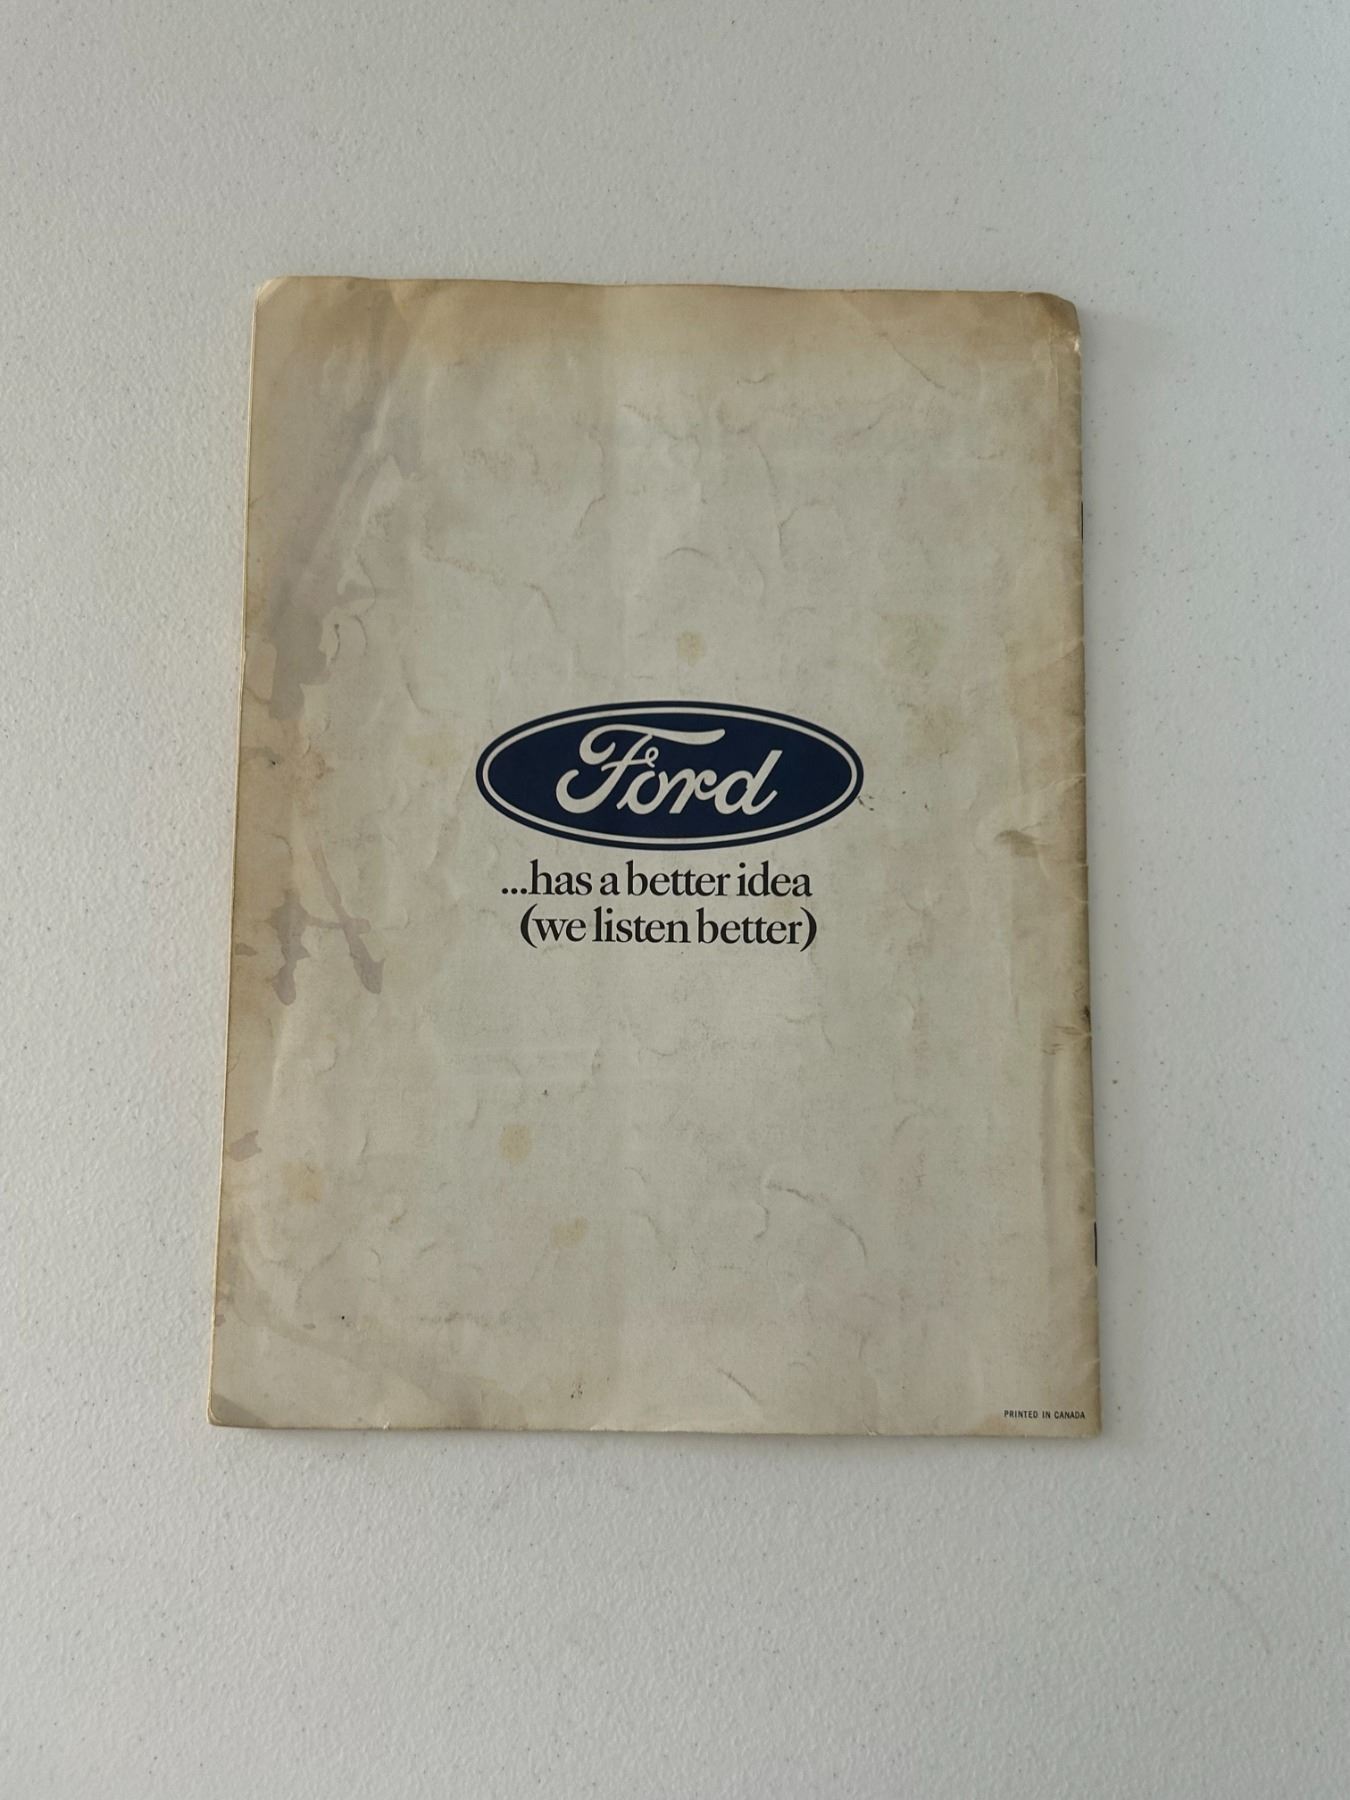 Ford
...has a better idea
(we listen better)
PRINTED IN CANADA